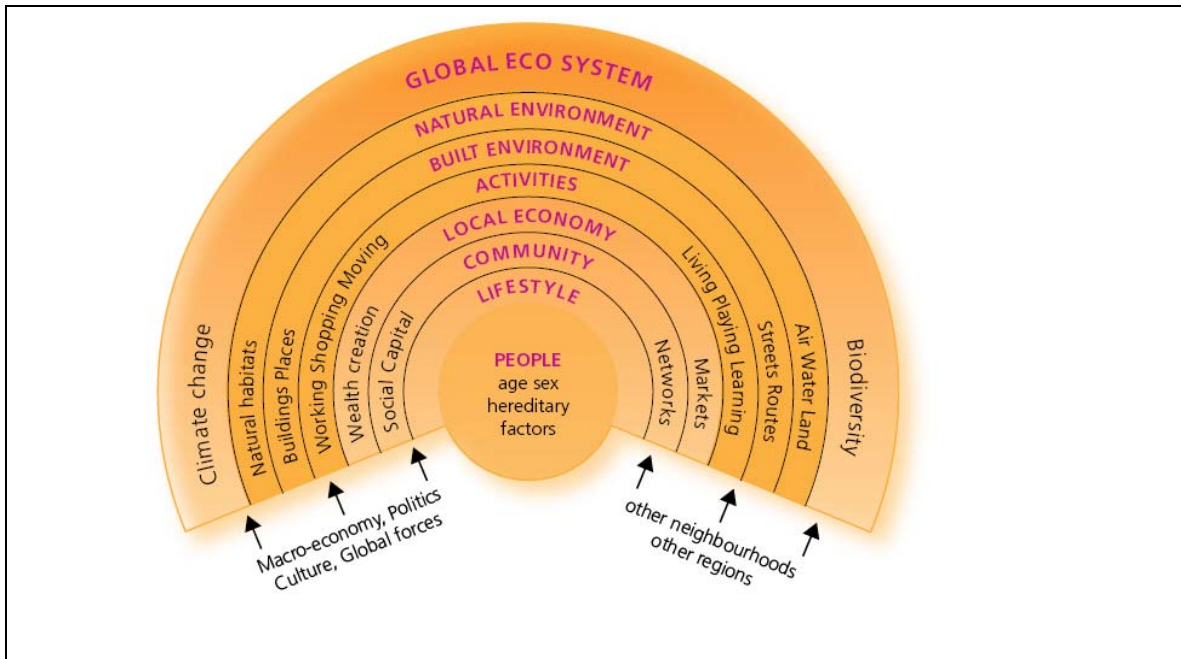 GLOBAL ECO SYSTEM
NATURAL ENVIRONMENT
BUILT ENVIRONMENT
ACTIVITIES
LOCAL ECONOMY
COMMUNITY
LIFESTYLE
PEOPLE
age sex
hereditary
factors
Climate change
Natural habitats
Buildings Places
Working Shopping Moving
Wealth creation
Social Capital
Networks
Markets
Living Playing Learning
Streets Routes
Air Water Land
Biodiversity
Macro-economy, Politics
Culture, Global forces
other neighbourhoods
other regions